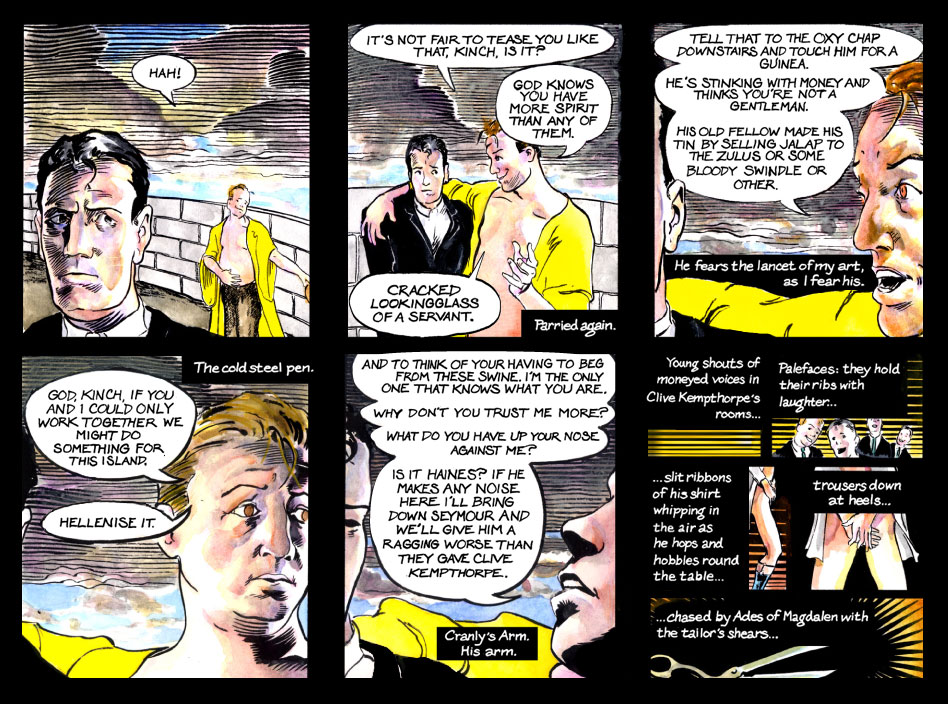 HAH!
IT'S NOT FAIR TO TEASE YOU LIKE
THAT, KINCH, IS IT?
GOD KNOWS
YOU HAVE
MORE SPIRIT
THAN ANY OF
THEM.
CRACKED
LOOKINGGLASS
OF A SERVANT.
Parried again.
TELL THAT TO THE OXY CHAP
DOWNSTAIRS AND TOUCH HIM FOR A
GUINEA.
HE'S STINKING WITH MONEY AND
THINKS YOU'RE NOT A
GENTLEMAN.
HIS OLD FELLOW MADE HIS
TIN BY SELLING JALAP TO
THE ZULUS OR SOME
BLOODY SWINDLE OR
OTHER.
He fears the lancet of my art,
as I fear his.
The cold steel pen.
GOD, KINCH, IF YOU
AND I COULD ONLY
WORK TOGETHER WE
MIGHT DO
SOMETHING FOR
THIS ISLAND.
HELLENISE IT.
AND TO THINK OF YOUR HAVING TO BEG
FROM THESE SWINE. I'M THE ONLY
ONE THAT KNOWS WHAT YOU ARE.
WHY DON'T YOU TRUST ME MORE?
WHAT DO YOU HAVE UP YOUR NOSE
AGAINST ME?
IS IT HAINES? IF HE
MAKES ANY NOISE
HERE I'LL BRING
DOWN SEYMOUR AND
WE'LL GIVE HIM A
RAGGING WORSE THAN
THEY GAVE CLIVE
KEMPTHORPE.
Cranly's Arm.
His arm.
Young shouts of
moneyed voices in
Clive Kempthorpe's
rooms...
Palefaces: they hold
their ribs with
laughter...
...slit ribbons
of his shirt
whipping in
the air as
he hops and
hobbles round
the table...
trousers down
at heels...
...chased by Ades of Magdalen with
the tailor's shears...